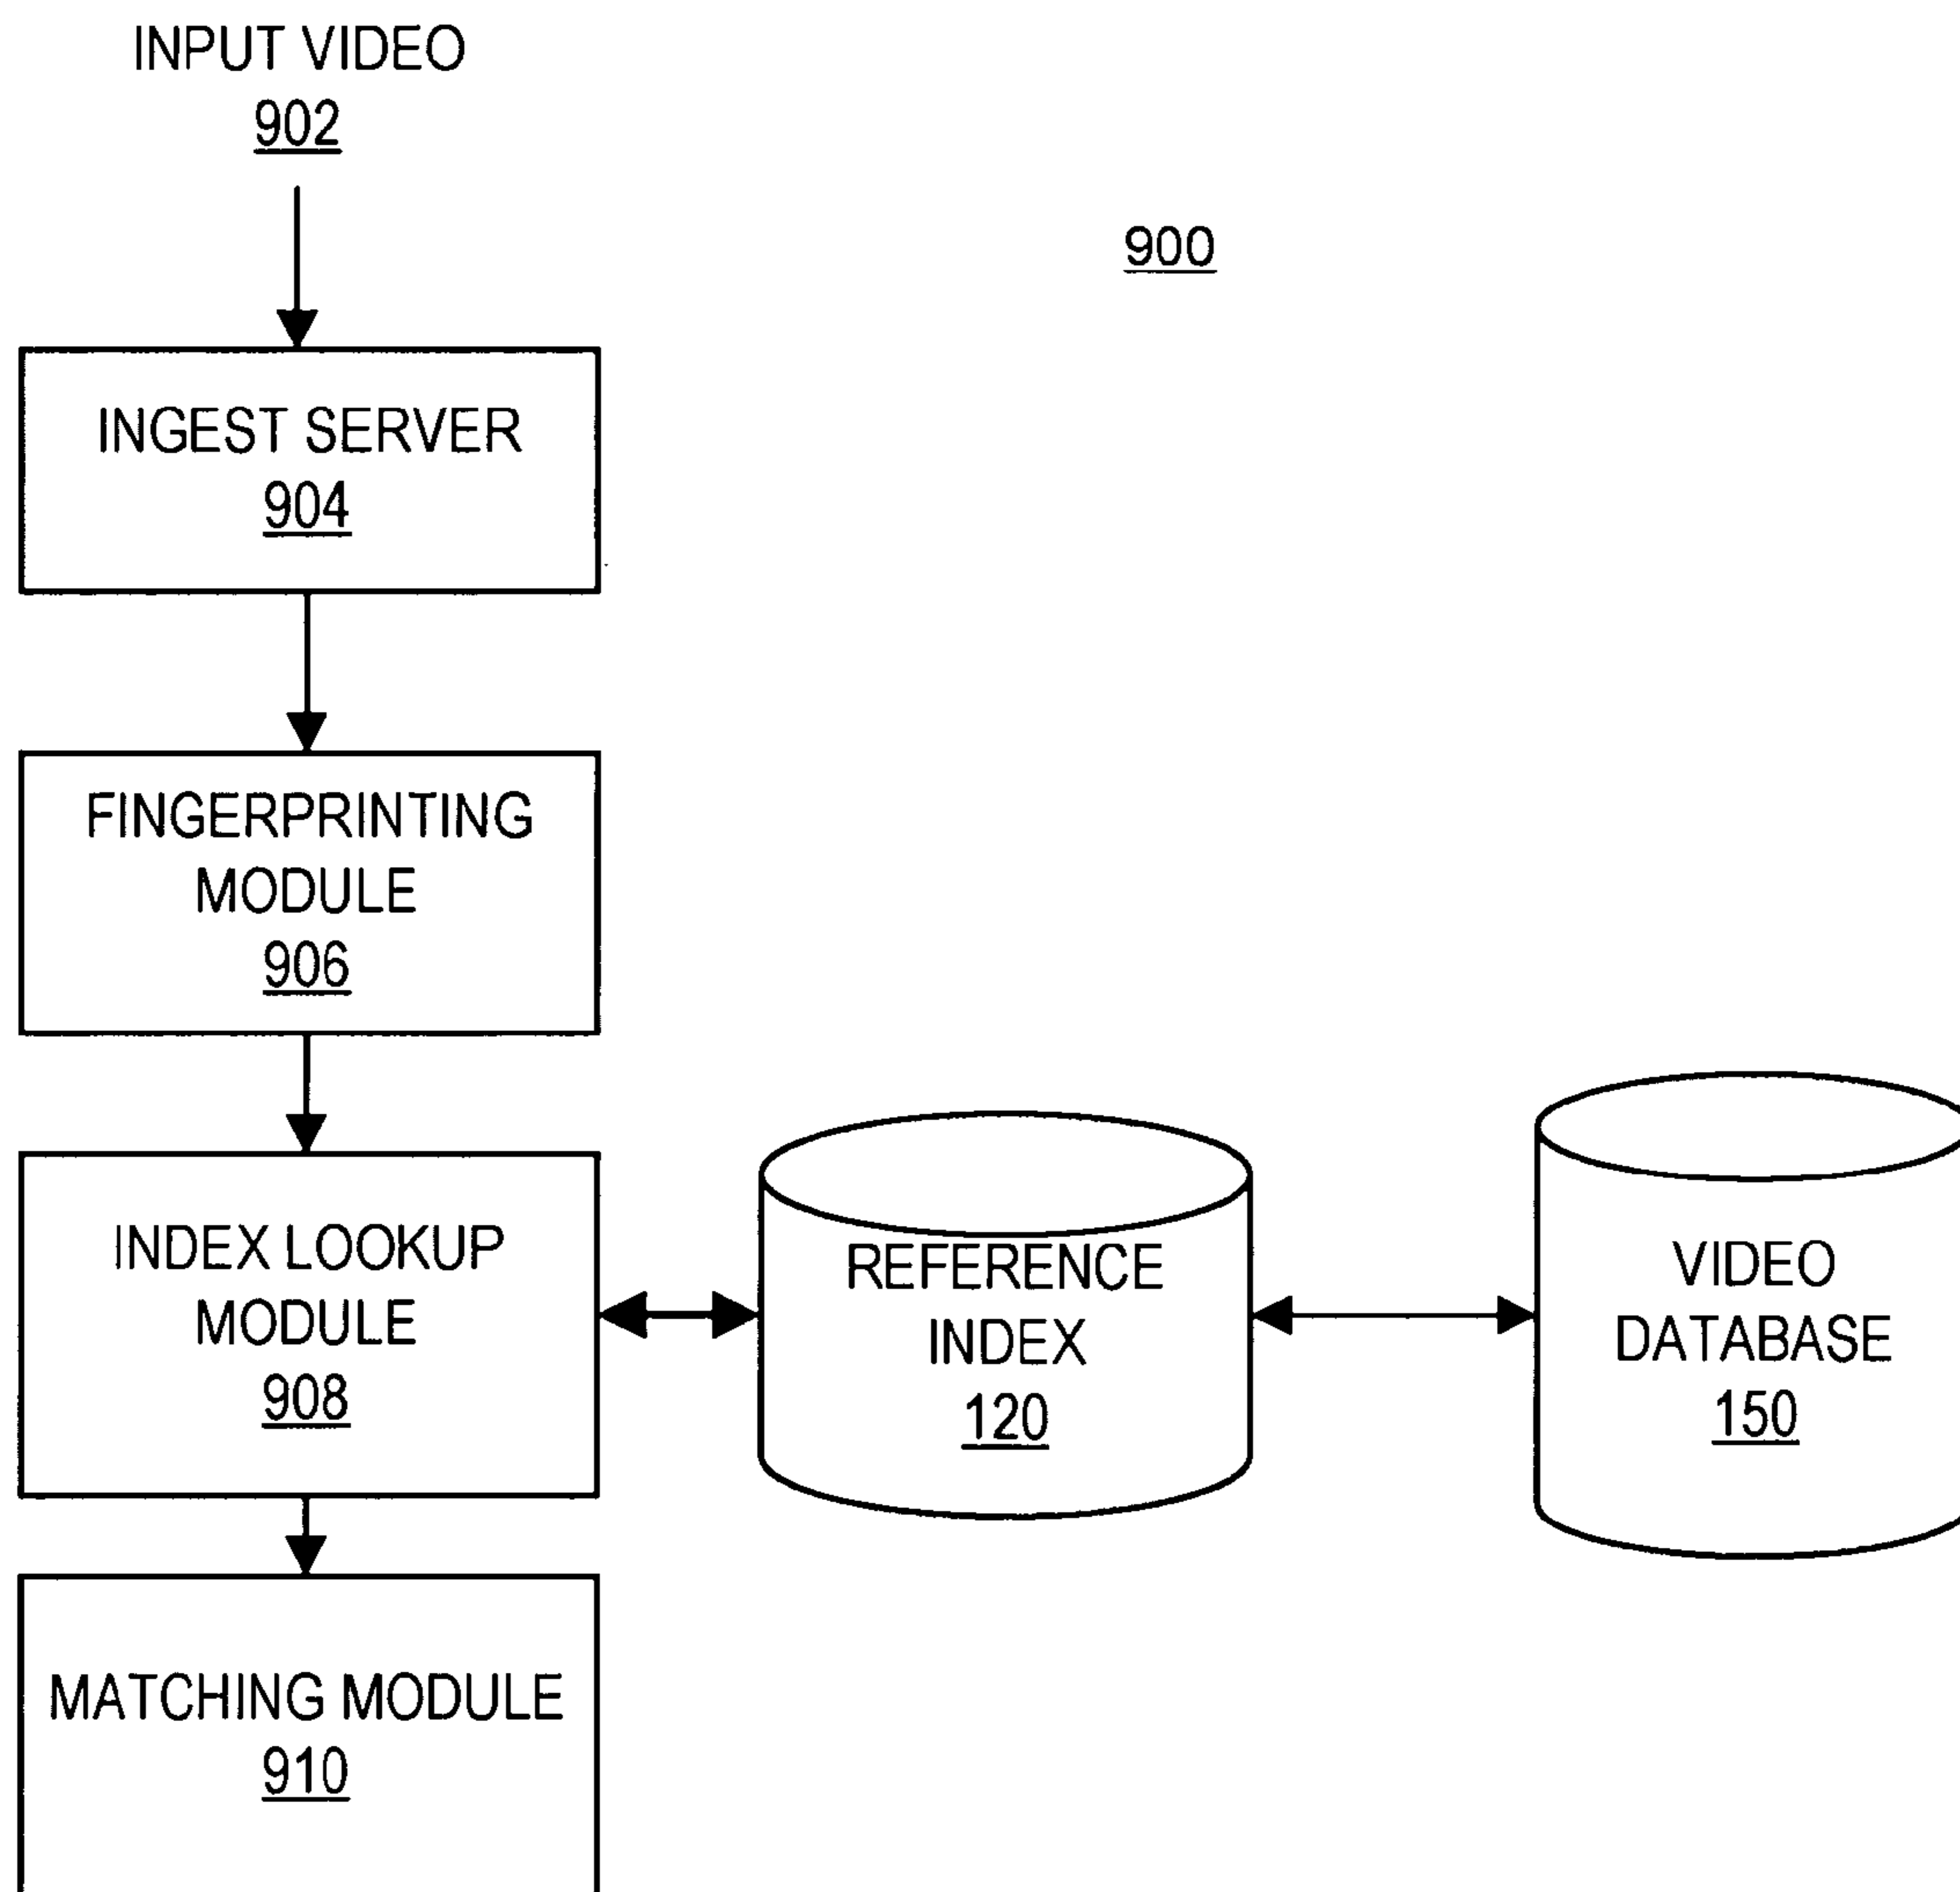 INPUT VIDEO
902
900
INGEST SERVER
904
FINGERPRINTING
MODULE
906
INDEX LOOKUP
MODULE
908
REFERENCE
INDEX
120
VIDEO
DATABASE
150
MATCHING MODULE
910